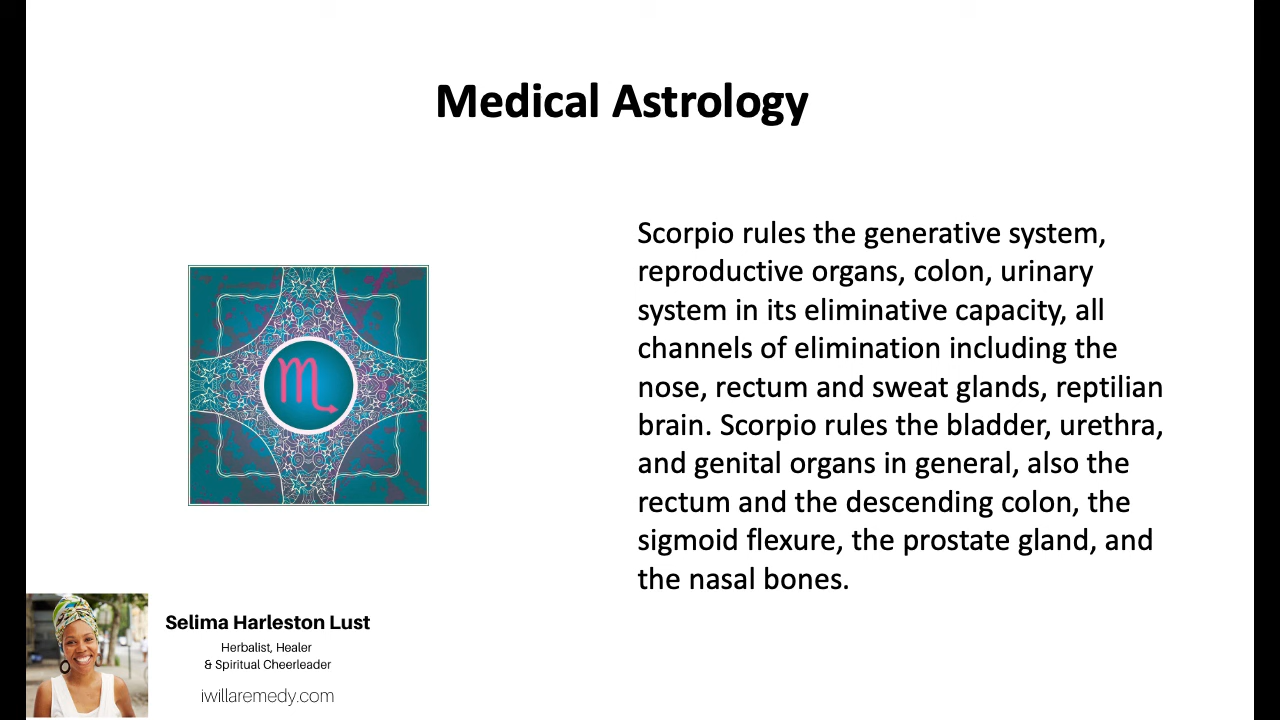 Medical Astrology
Scorpio rules the generative system,
reproductive organs, colon, urinary
system in its eliminative capacity, all
channels of elimination including the
nose, rectum and sweat glands, reptilian
brain. Scorpio rules the bladder, urethra,
and genital organs in general, also the
rectum and the descending colon, the
sigmoid flexure, the prostate gland, and
the nasal bones.
Selima Harleston Lust
Herbalist, Healer
& Spiritual Cheerleader
iwillaremedy.com